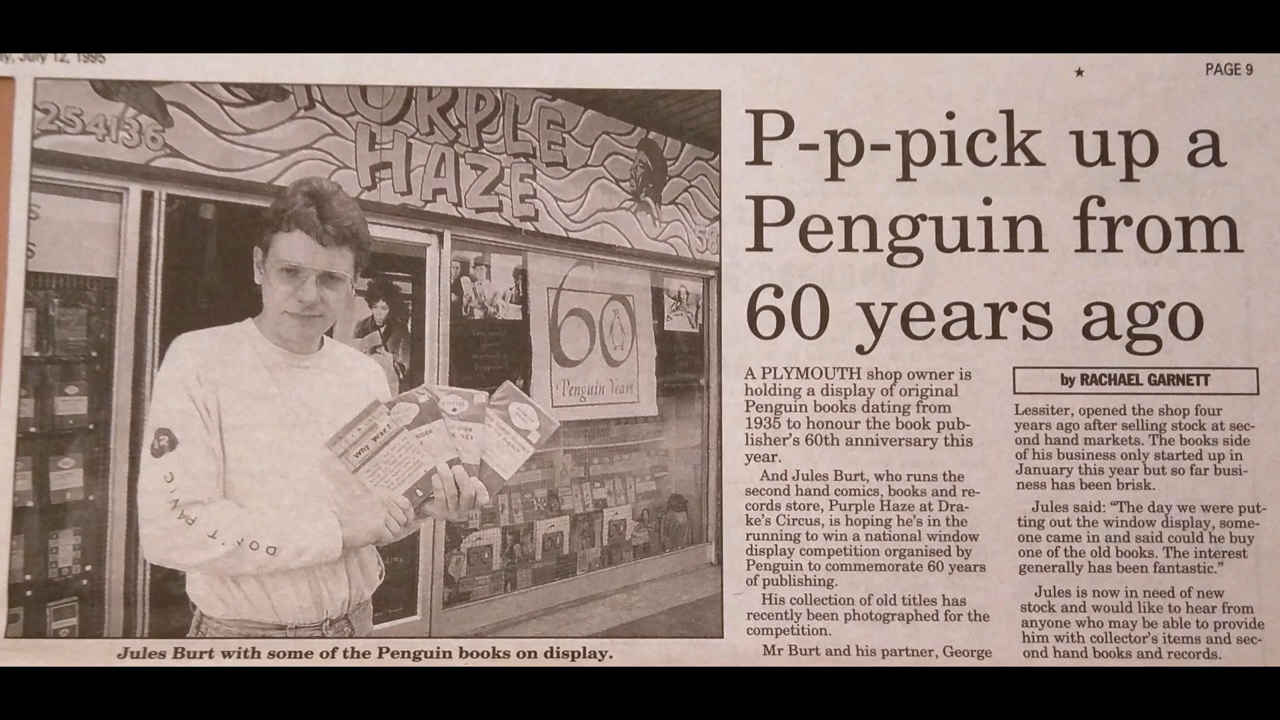 July 12, 1995
★
PAGE 9
254136
PURPLE
HAZE
58
60
Penguin Years
Why War?
DON'T PANIC
Jules Burt with some of the Penguin books on display.
P-p-pick up a
Penguin from
60 years ago
A PLYMOUTH shop owner is
holding a display of original
Penguin books dating from
1935 to honour the book pub-
lisher's 60th anniversary this
year.
And Jules Burt, who runs the
second hand comics, books and re-
cords store, Purple Haze at Dra-
ke's Circus, is hoping he's in the
running to win a national window
display competition organised by
Penguin to commemorate 60 years
of publishing.
His collection of old titles has
recently been photographed for the
competition.
Mr Burt and his partner, George
by RACHAEL GARNETT
Lessiter, opened the shop four
years ago after selling stock at sec-
ond hand markets. The books side
of his business only started up in
January this year but so far busi-
ness has been brisk.
Jules said: “The day we were put-
ting out the window display, some-
one came in and said could he buy
one of the old books. The interest
generally has been fantastic.”
Jules is now in need of new
stock and would like to hear from
anyone who may be able to provide
him with collector's items and sec-
ond hand books and records.